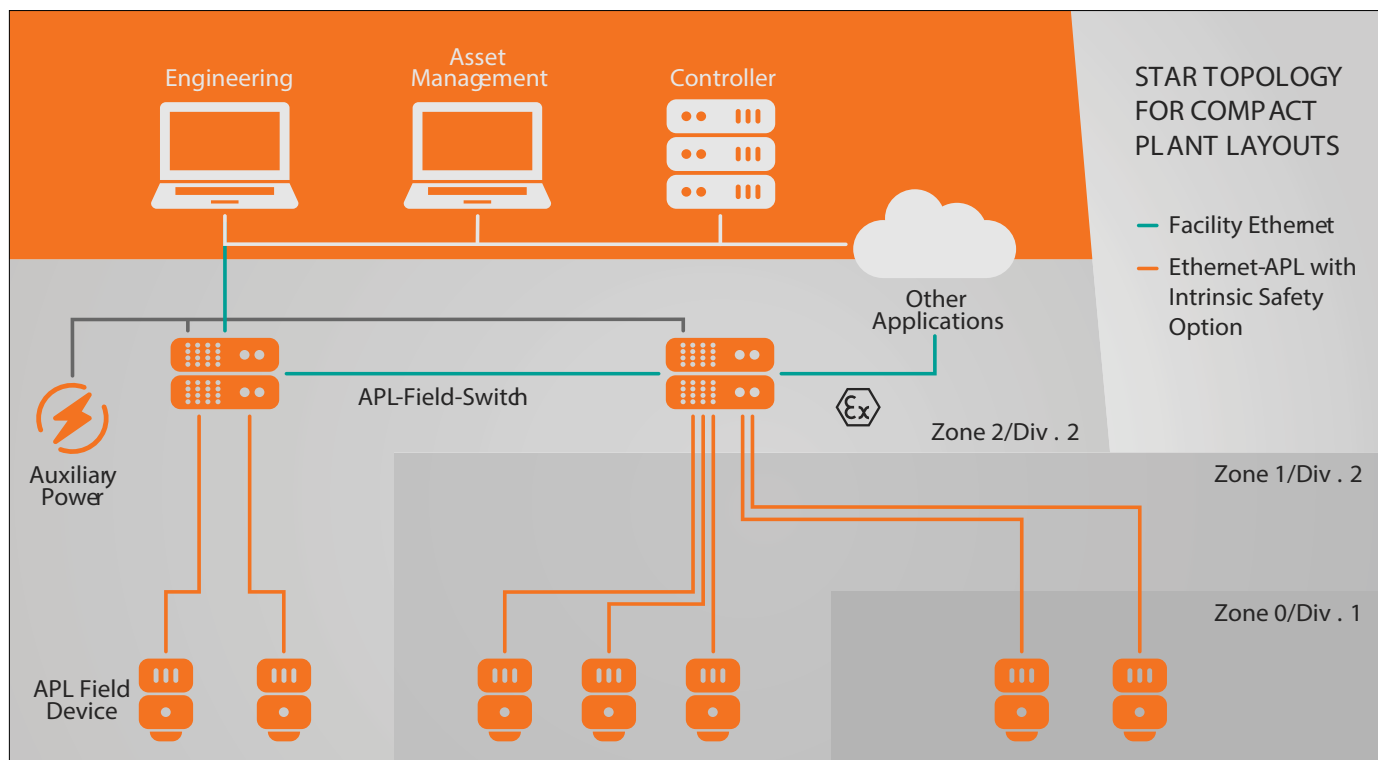 Engineering
Asset
Management
Controller
STAR TOPOLOGY
FOR COMPACT
PLANT LAYOUTS
Facility Ethernet
Ethernet-APL with
Intrinsic Safety
Option
Other
Applications
APL-Field-Switch
Ex
Zone 2/Div . 2
Auxiliary
Power
Zone 1/Div . 2
Zone 0/Div . 1
APL Field
Device